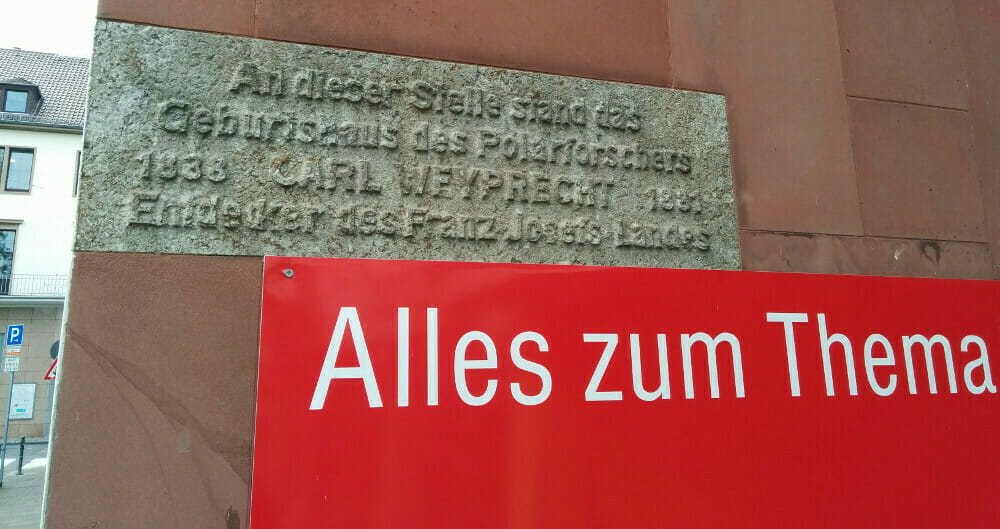 An dieser Stelle stand das
Geburtshaus des Polarforschers
1838 CARL WEYPRECHT 1881
Entdecker des Franz Josefs-Landes
Alles zum Thema
P